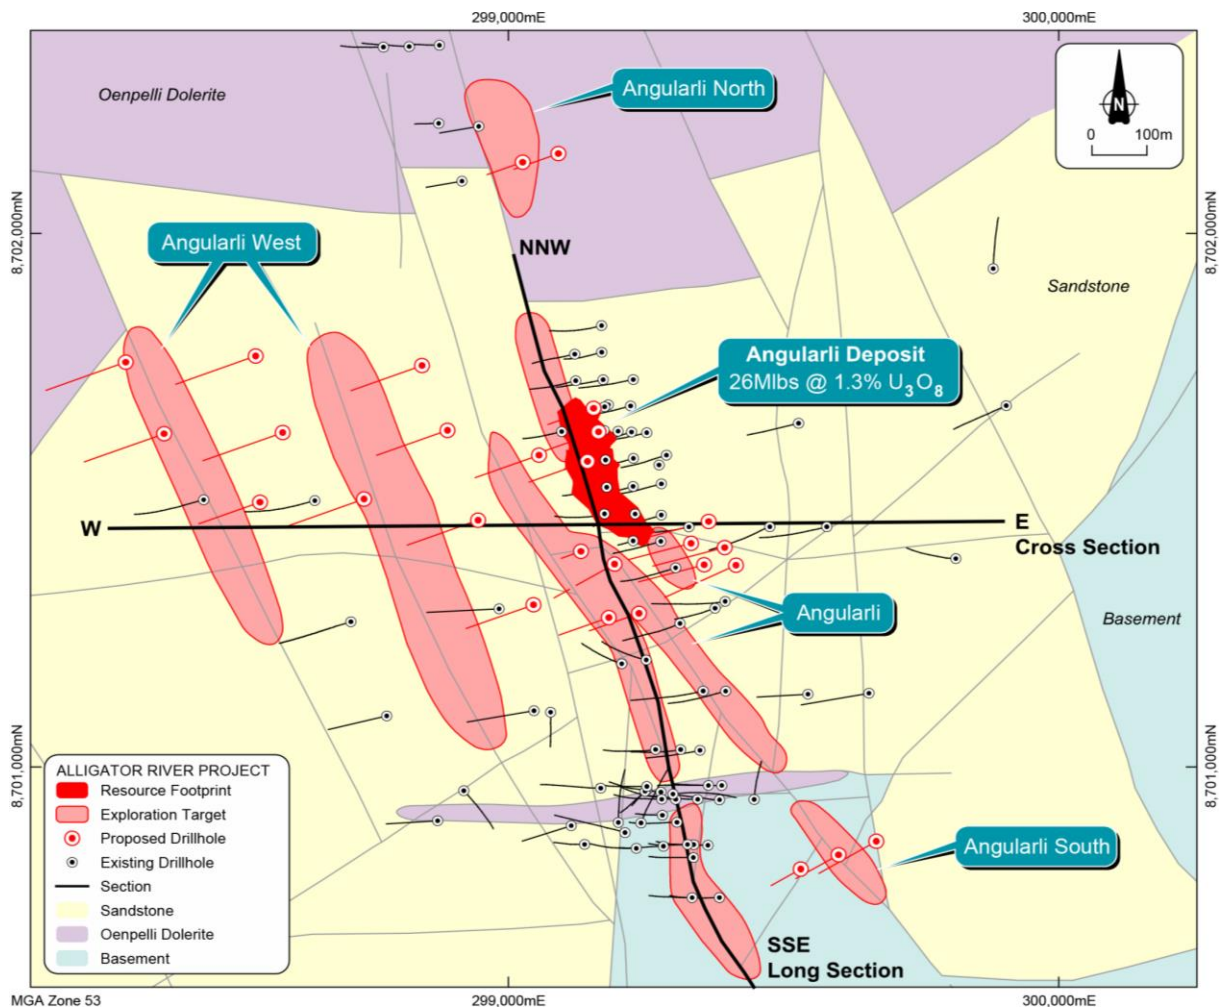 299,000mE
300,000mE
Oenpelli Dolerite
Angularli North
N
0 100m
8,702,000mN
8,702,000mN
Angularli West
NNW
Sandstone
Angularli Deposit
26Mlbs @ 1.3% U3O8
W
E
Cross Section
Angularli
Basement
8,701,000mN
8,701,000mN
ALLIGATOR RIVER PROJECT
Resource Footprint
Exploration Target
Proposed Drillhole
Existing Drillhole
Section
Sandstone
Oenpelli Dolerite
Basement
Angularli South
SSE
Long Section
MGA Zone 53
299,000mE
300,000mE